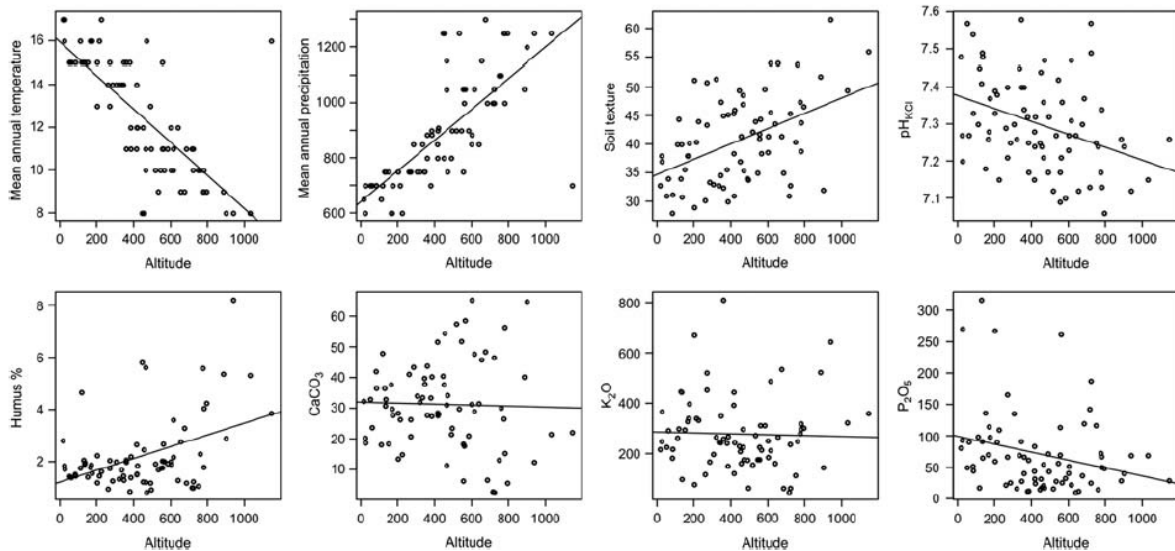 Mean annual temperature
16
14
12
10
8
0 200 400 600 800 1000
Altitude
Mean annual precipitation
1200
1000
800
600
0 200 400 600 800 1000
Altitude
Soil texture
60
55
50
45
40
35
30
0 200 400 600 800 1000
Altitude
pH_KCl
7.6
7.5
7.4
7.3
7.2
7.1
0 200 400 600 800 1000
Altitude
Humus %
8
6
4
2
0 200 400 600 800 1000
Altitude
CaCO₃
60
50
40
30
20
10
0 200 400 600 800 1000
Altitude
K₂O
800
600
400
200
0 200 400 600 800 1000
Altitude
P₂O₅
300
250
200
150
100
50
0
0 200 400 600 800 1000
Altitude